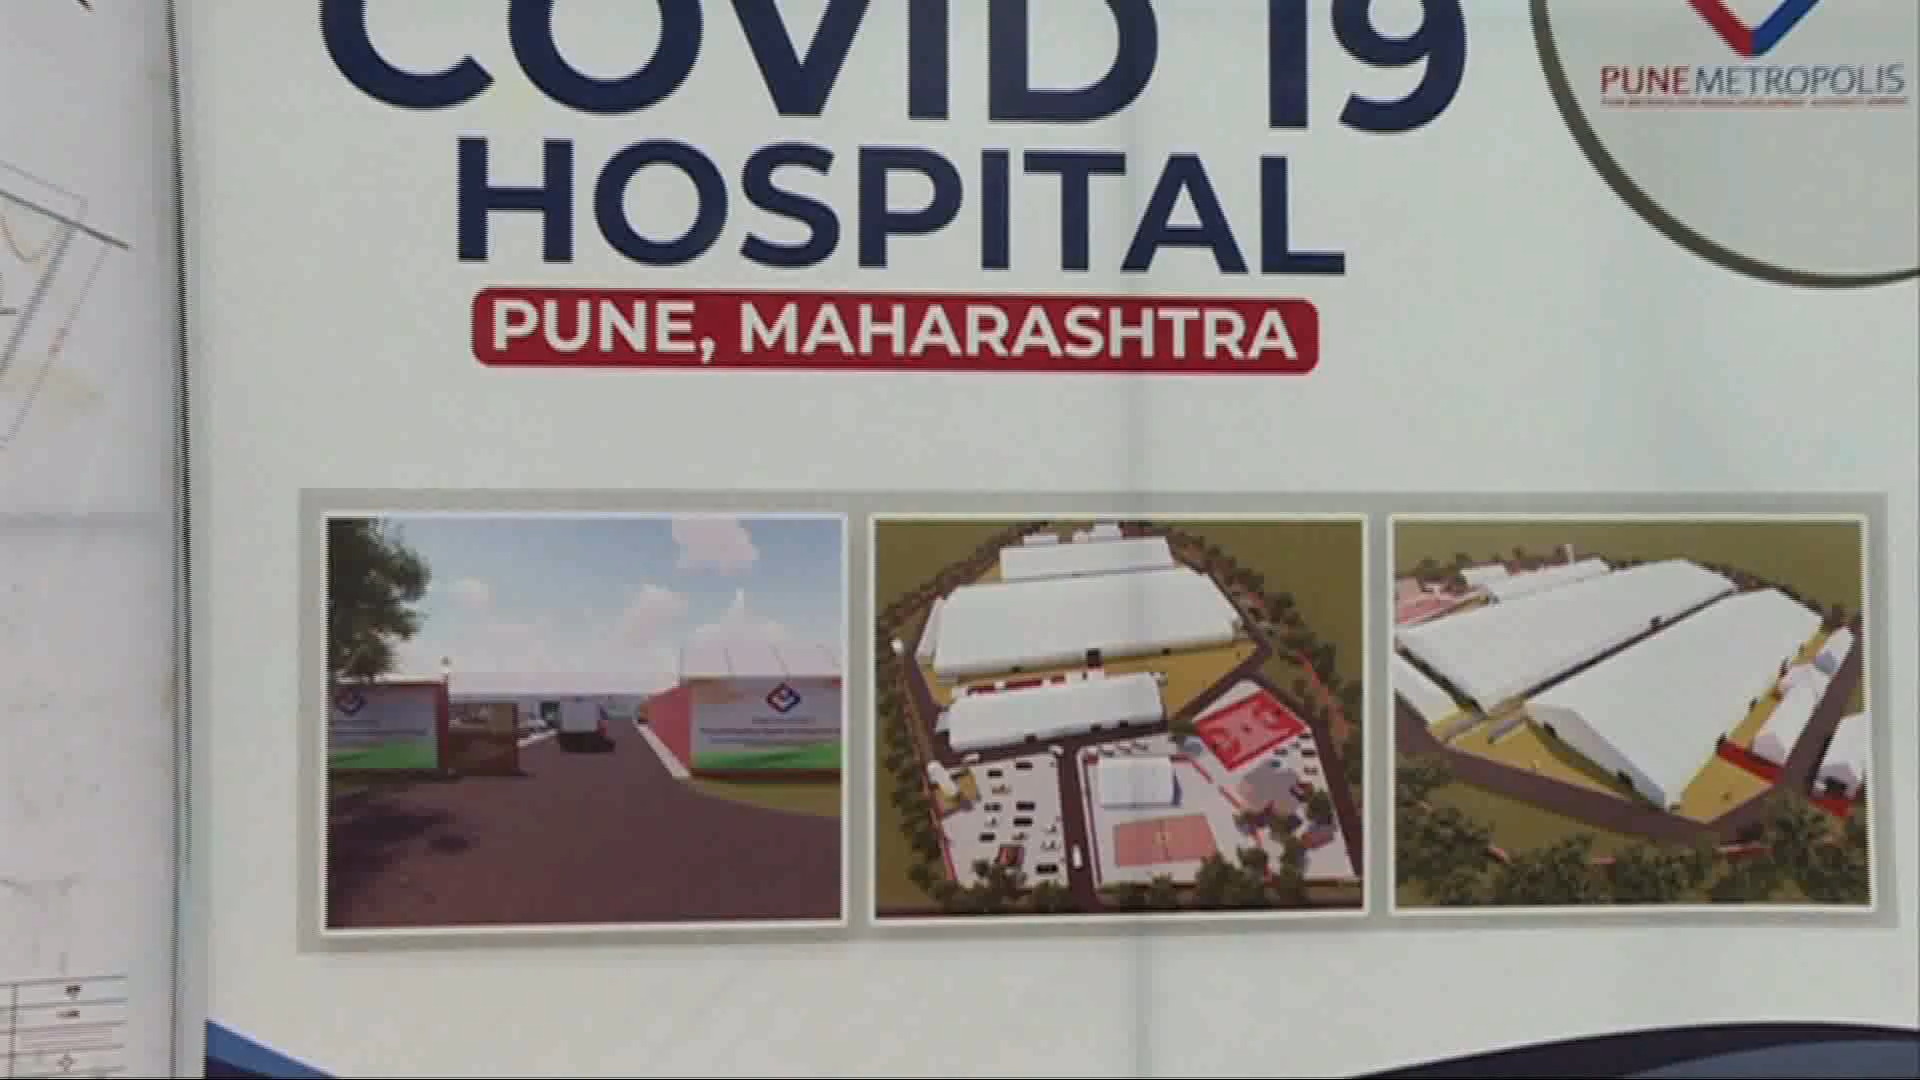 COVID 19
HOSPITAL
PUNE, MAHARASHTRA
PUNE METROPOLIS